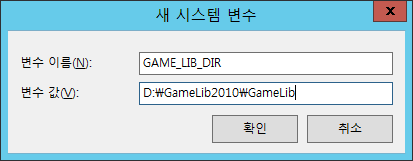 새 시스템 변수
x
변수 이름(N):
GAME_LIB_DIR
변수 값(V):
D:₩GameLib2010₩GameLib
확인
취소